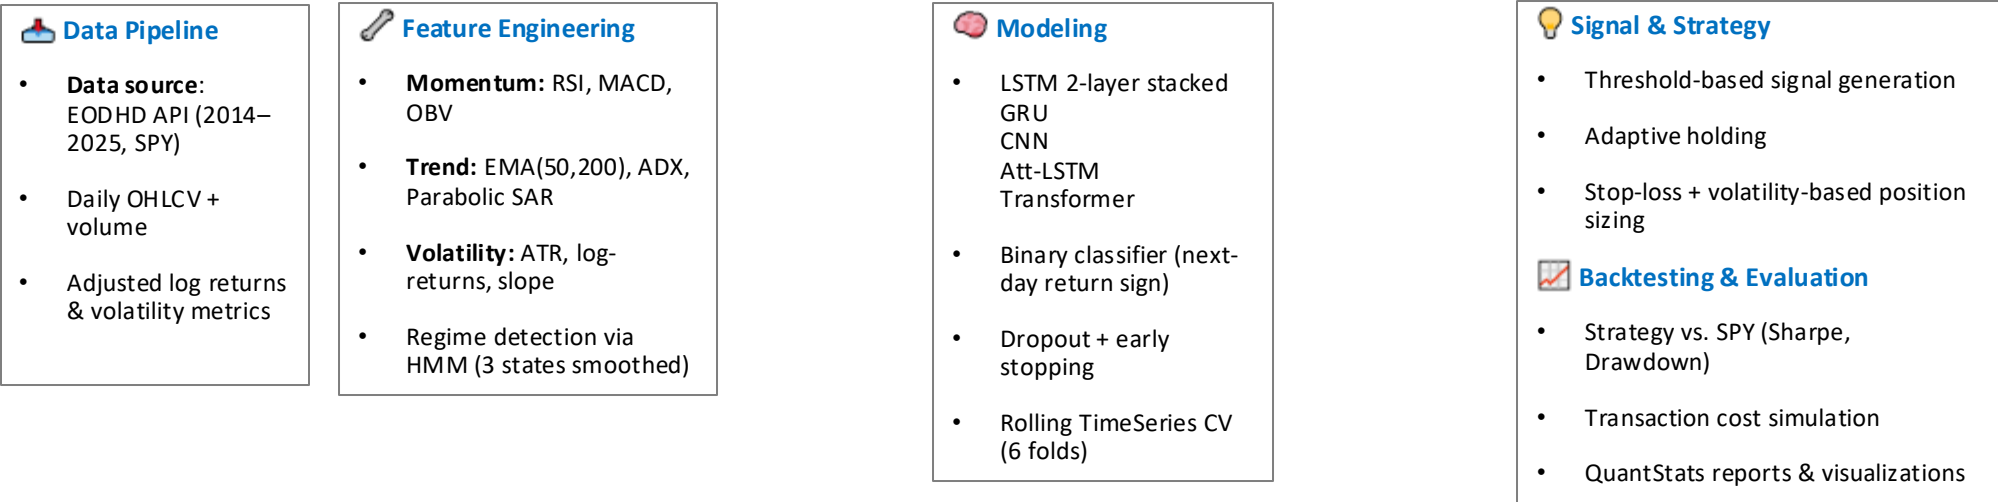 Data Pipeline
• Data source:
EODHD API (2014–
2025, SPY)
• Daily OHLCV +
volume
• Adjusted log returns
& volatility metrics
Feature Engineering
• Momentum: RSI, MACD,
OBV
• Trend: EMA(50,200), ADX,
Parabolic SAR
• Volatility: ATR, log-
returns, slope
• Regime detection via
HMM (3 states smoothed)
Modeling
• LSTM 2-layer stacked
GRU
CNN
Att-LSTM
Transformer
• Binary classifier (next-
day return sign)
• Dropout + early
stopping
• Rolling TimeSeries CV
(6 folds)
Signal & Strategy
• Threshold-based signal generation
• Adaptive holding
• Stop-loss + volatility-based position
sizing
Backtesting & Evaluation
• Strategy vs. SPY (Sharpe,
Drawdown)
• Transaction cost simulation
• QuantStats reports & visualizations